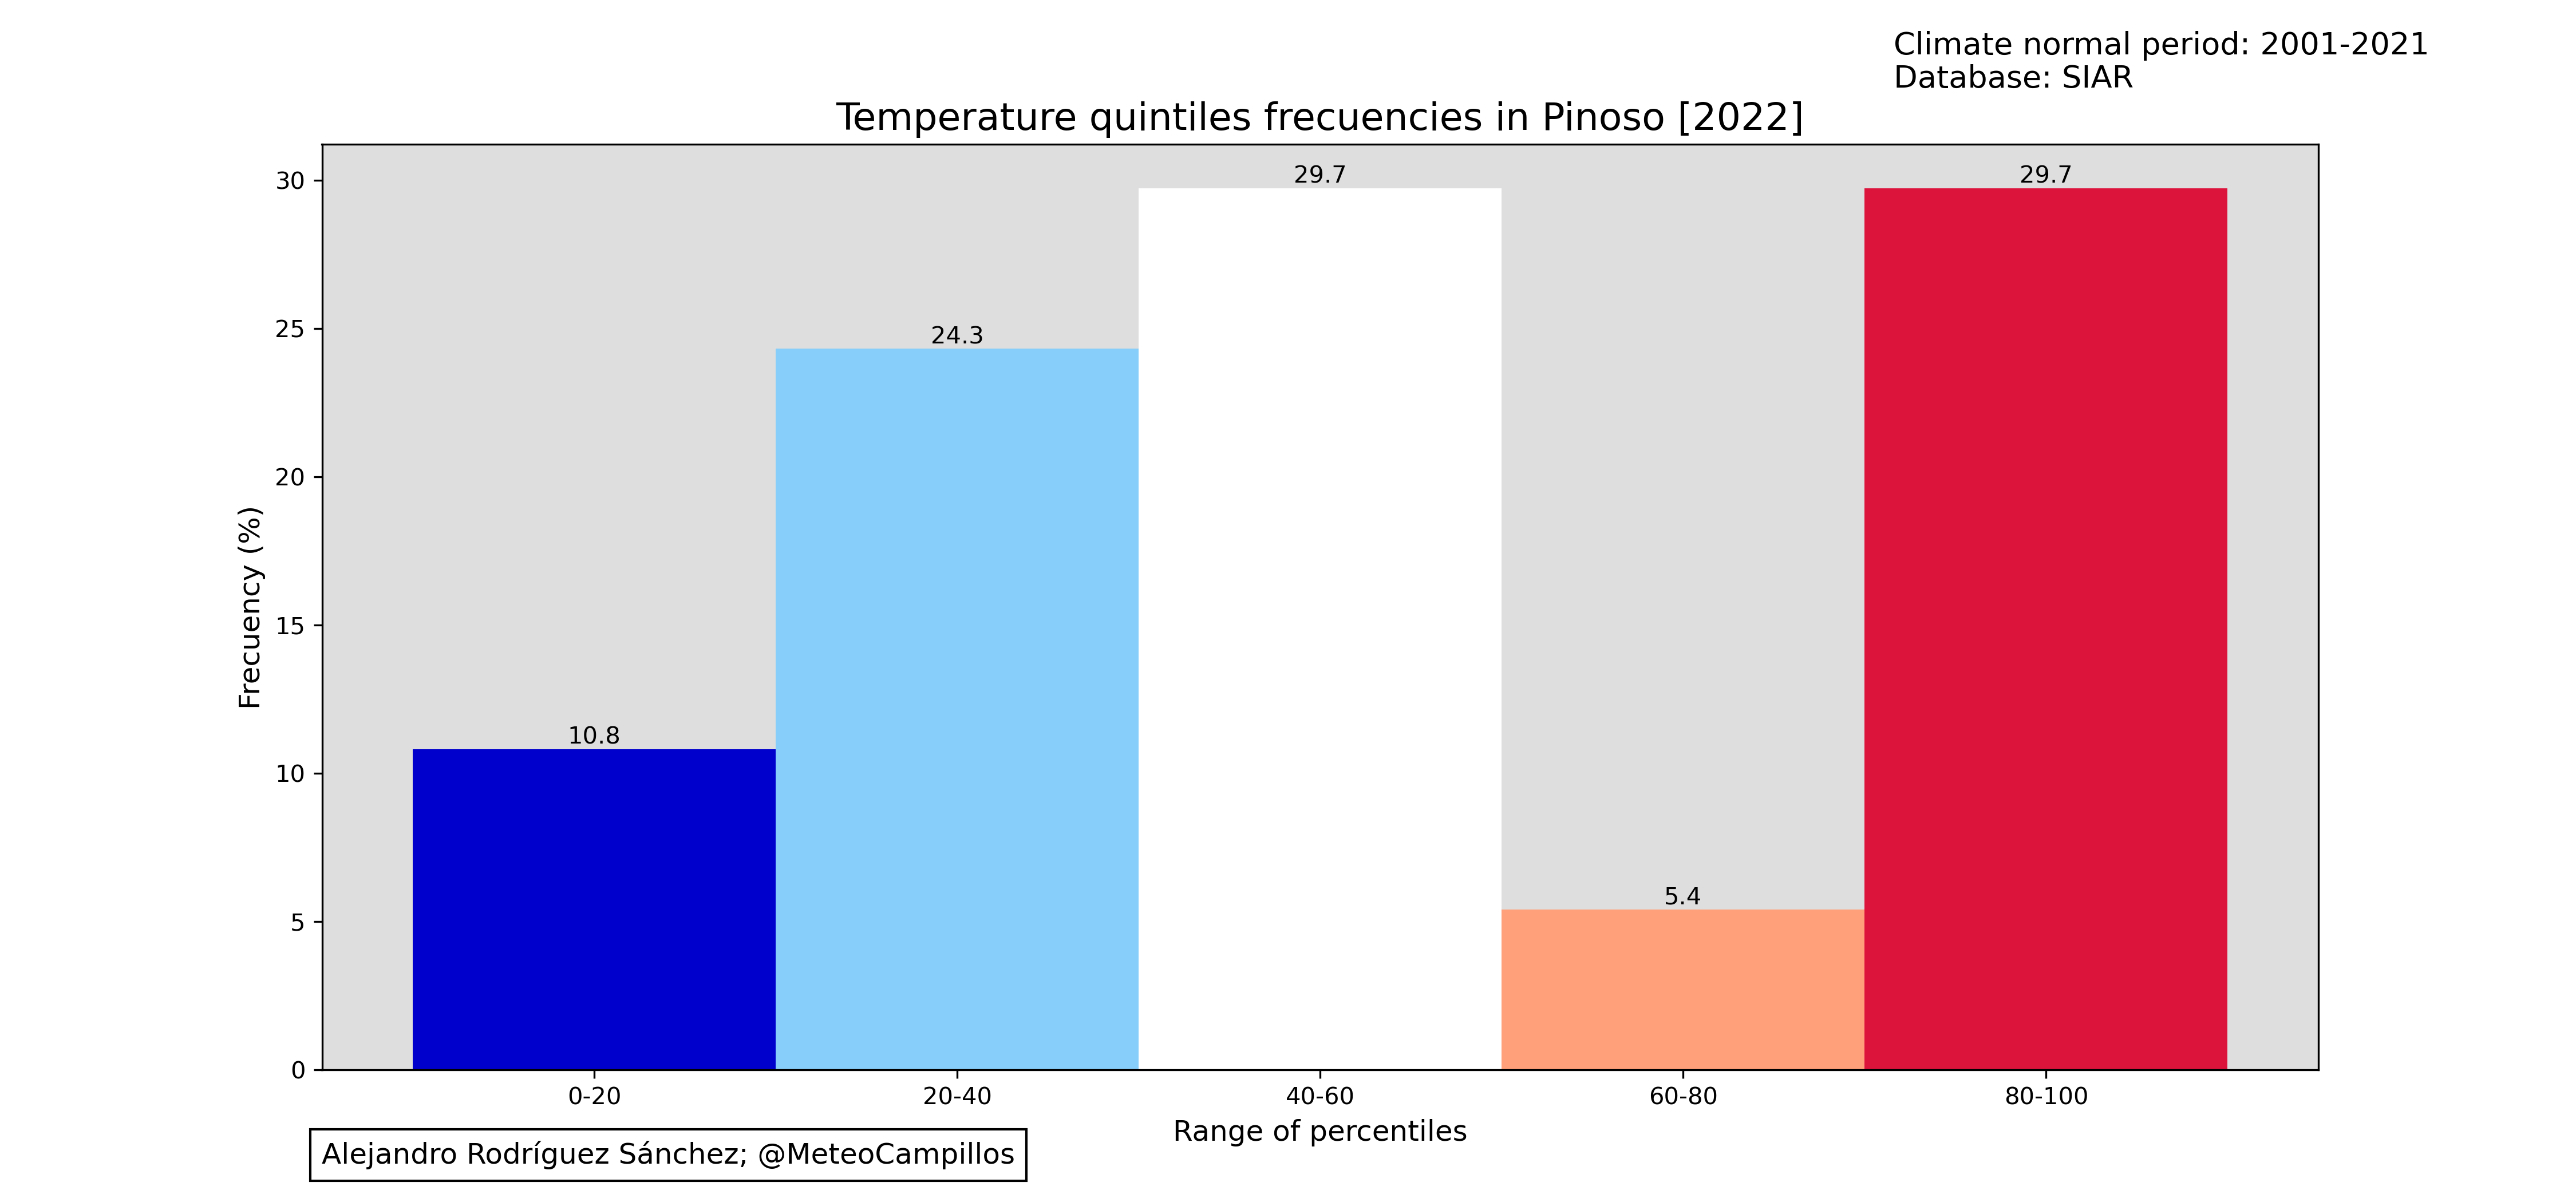 Climate normal period: 2001-2021
Database: SIAR
Temperature quintiles frecuencies in Pinoso [2022]
Frecuency (%)
30
25
20
15
10
5
0
10.8
24.3
29.7
5.4
29.7
0-20
20-40
40-60
60-80
80-100
Range of percentiles
Alejandro Rodríguez Sánchez; @MeteoCampillos